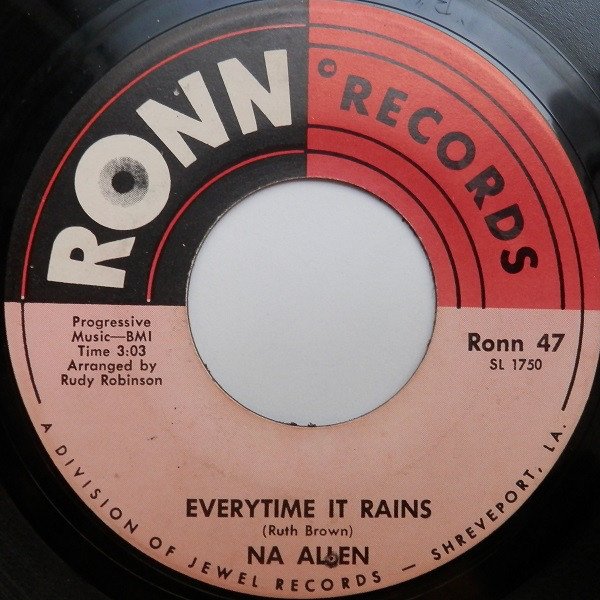 RONN
RECORDS
Progressive
Music—BMI
Time 3:03
Arranged by
Rudy Robinson
Ronn 47
SL 1750
EVERYTIME IT RAINS
(Ruth Brown)
NA ALLEN
A DIVISION OF JEWEL RECORDS — SHREVEPORT, LA.